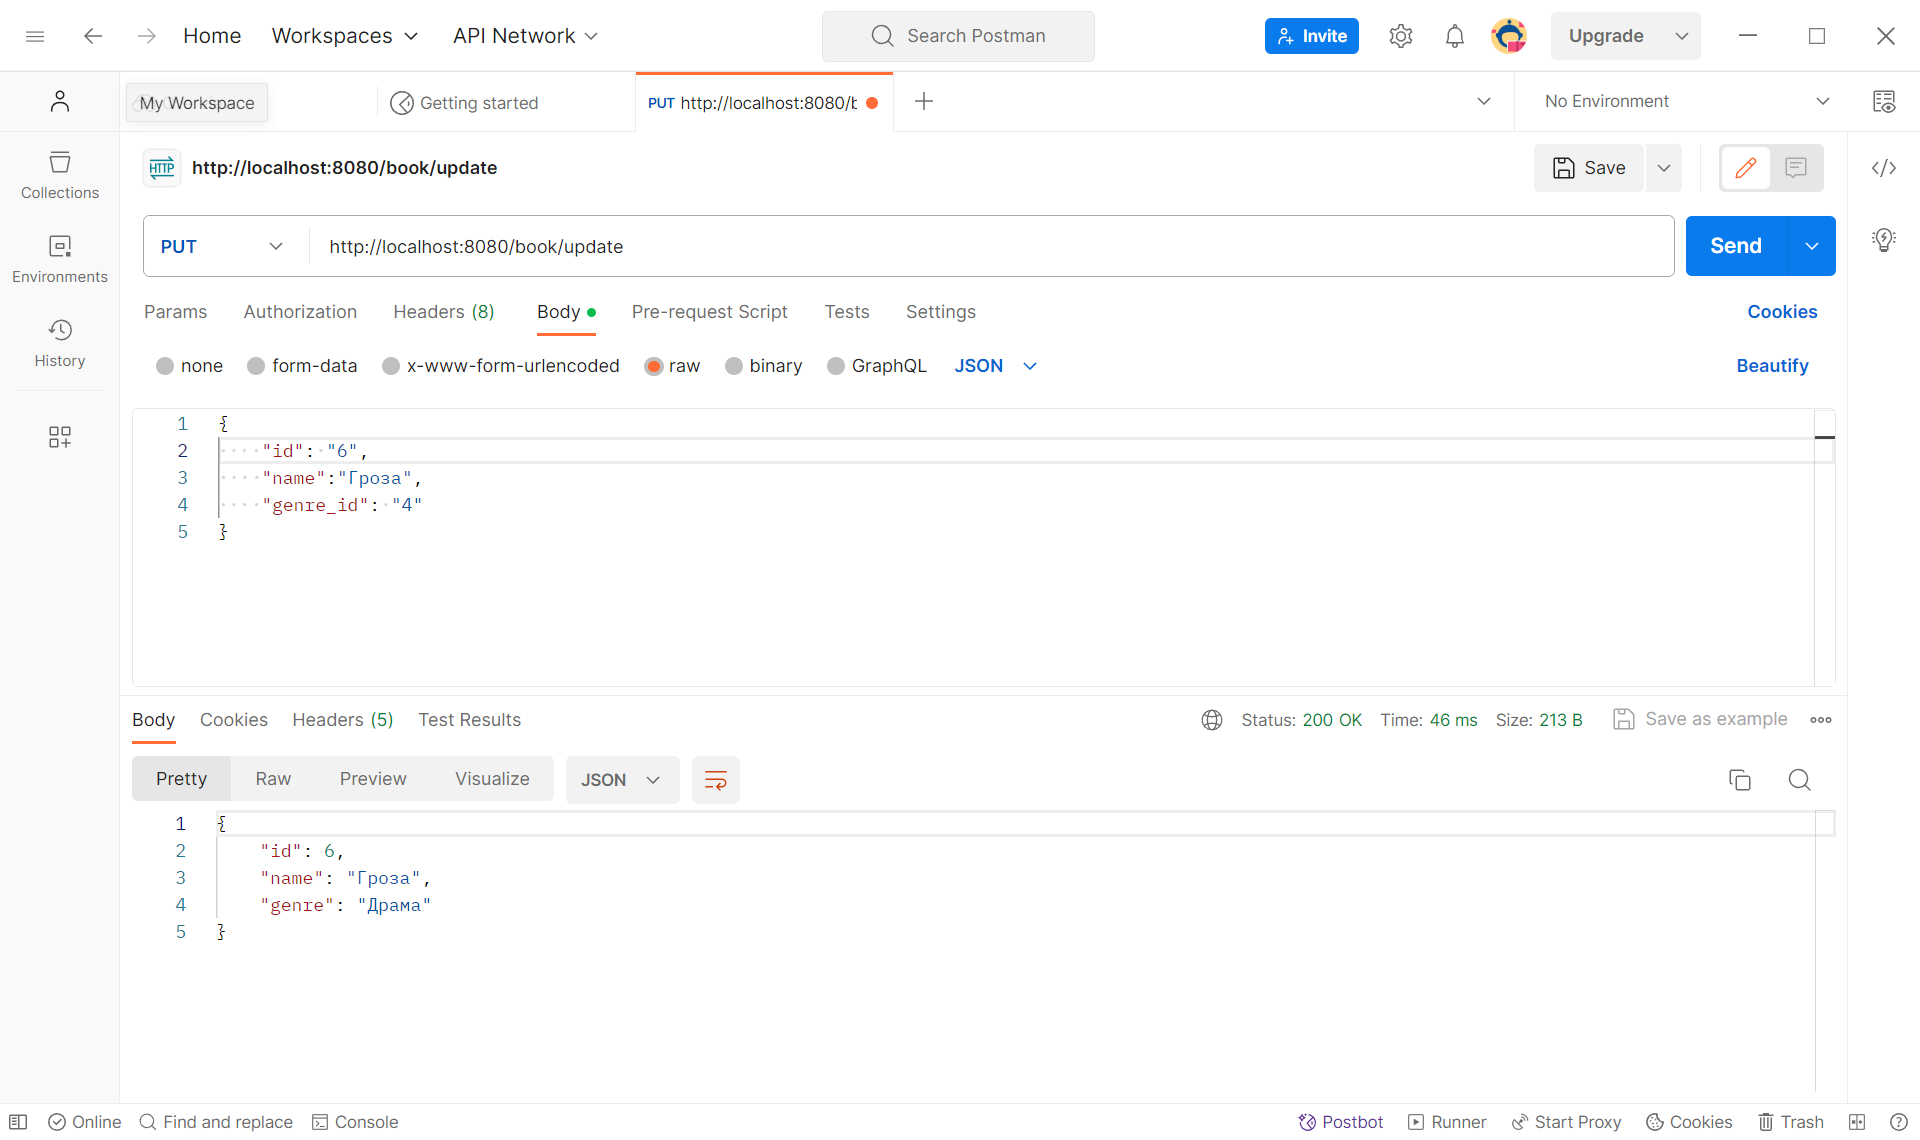 Home Workspaces API Network Search Postman Invite Upgrade
My Workspace Getting started PUT http://localhost:8080/b No Environment
HTTP http://localhost:8080/book/update Save
Collections
Environments
History
PUT http://localhost:8080/book/update Send
Params Authorization Headers (8) Body Pre-request Script Tests Settings Cookies
none form-data x-www-form-urlencoded raw binary GraphQL JSON Beautify
1 {
2 "id": "6",
3 "name":"Гроза",
4 "genre_id": "4"
5 }
Body Cookies Headers (5) Test Results Status: 200 OK Time: 46 ms Size: 213 B Save as example
Pretty Raw Preview Visualize JSON
1 {
2 "id": 6,
3 "name": "Гроза",
4 "genre": "Драма"
5 }
Online Find and replace Console Postbot Runner Start Proxy Cookies Trash